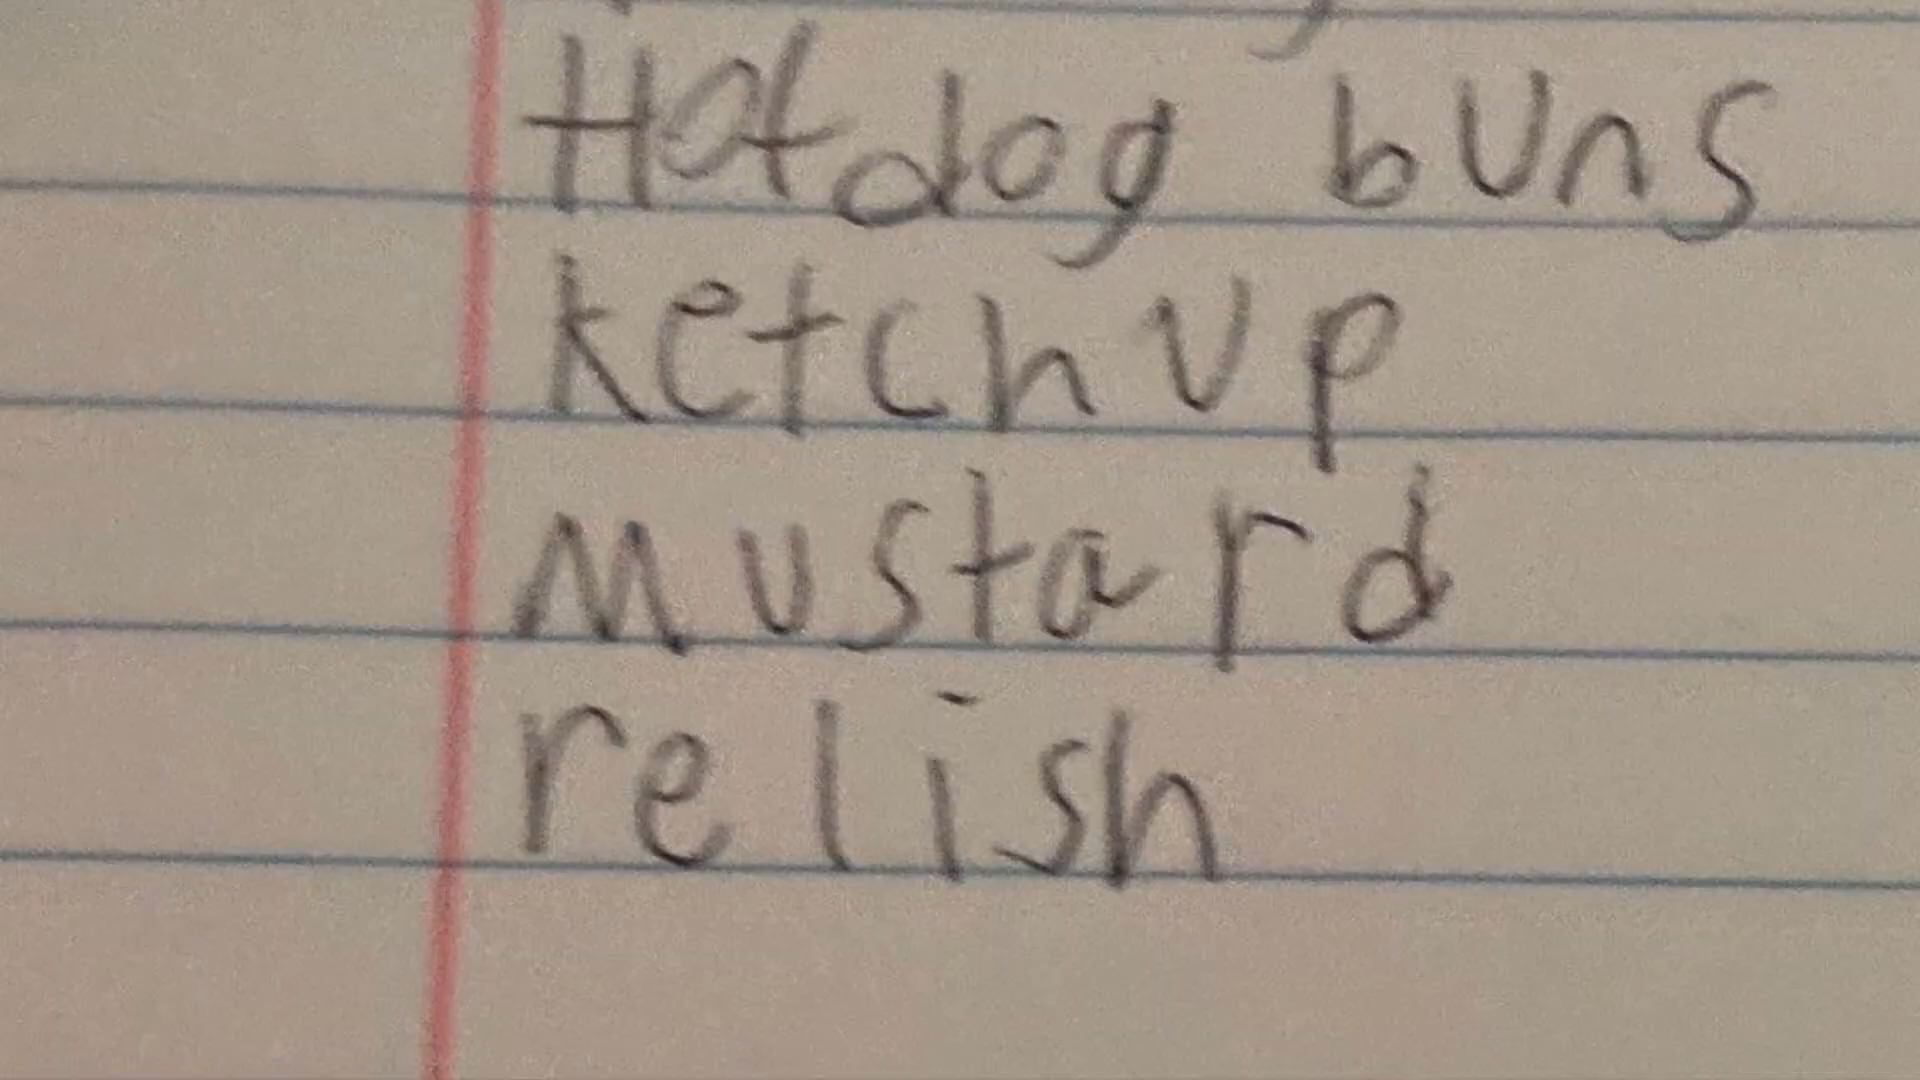 Hotdog buns
ketchup
mustard
relish